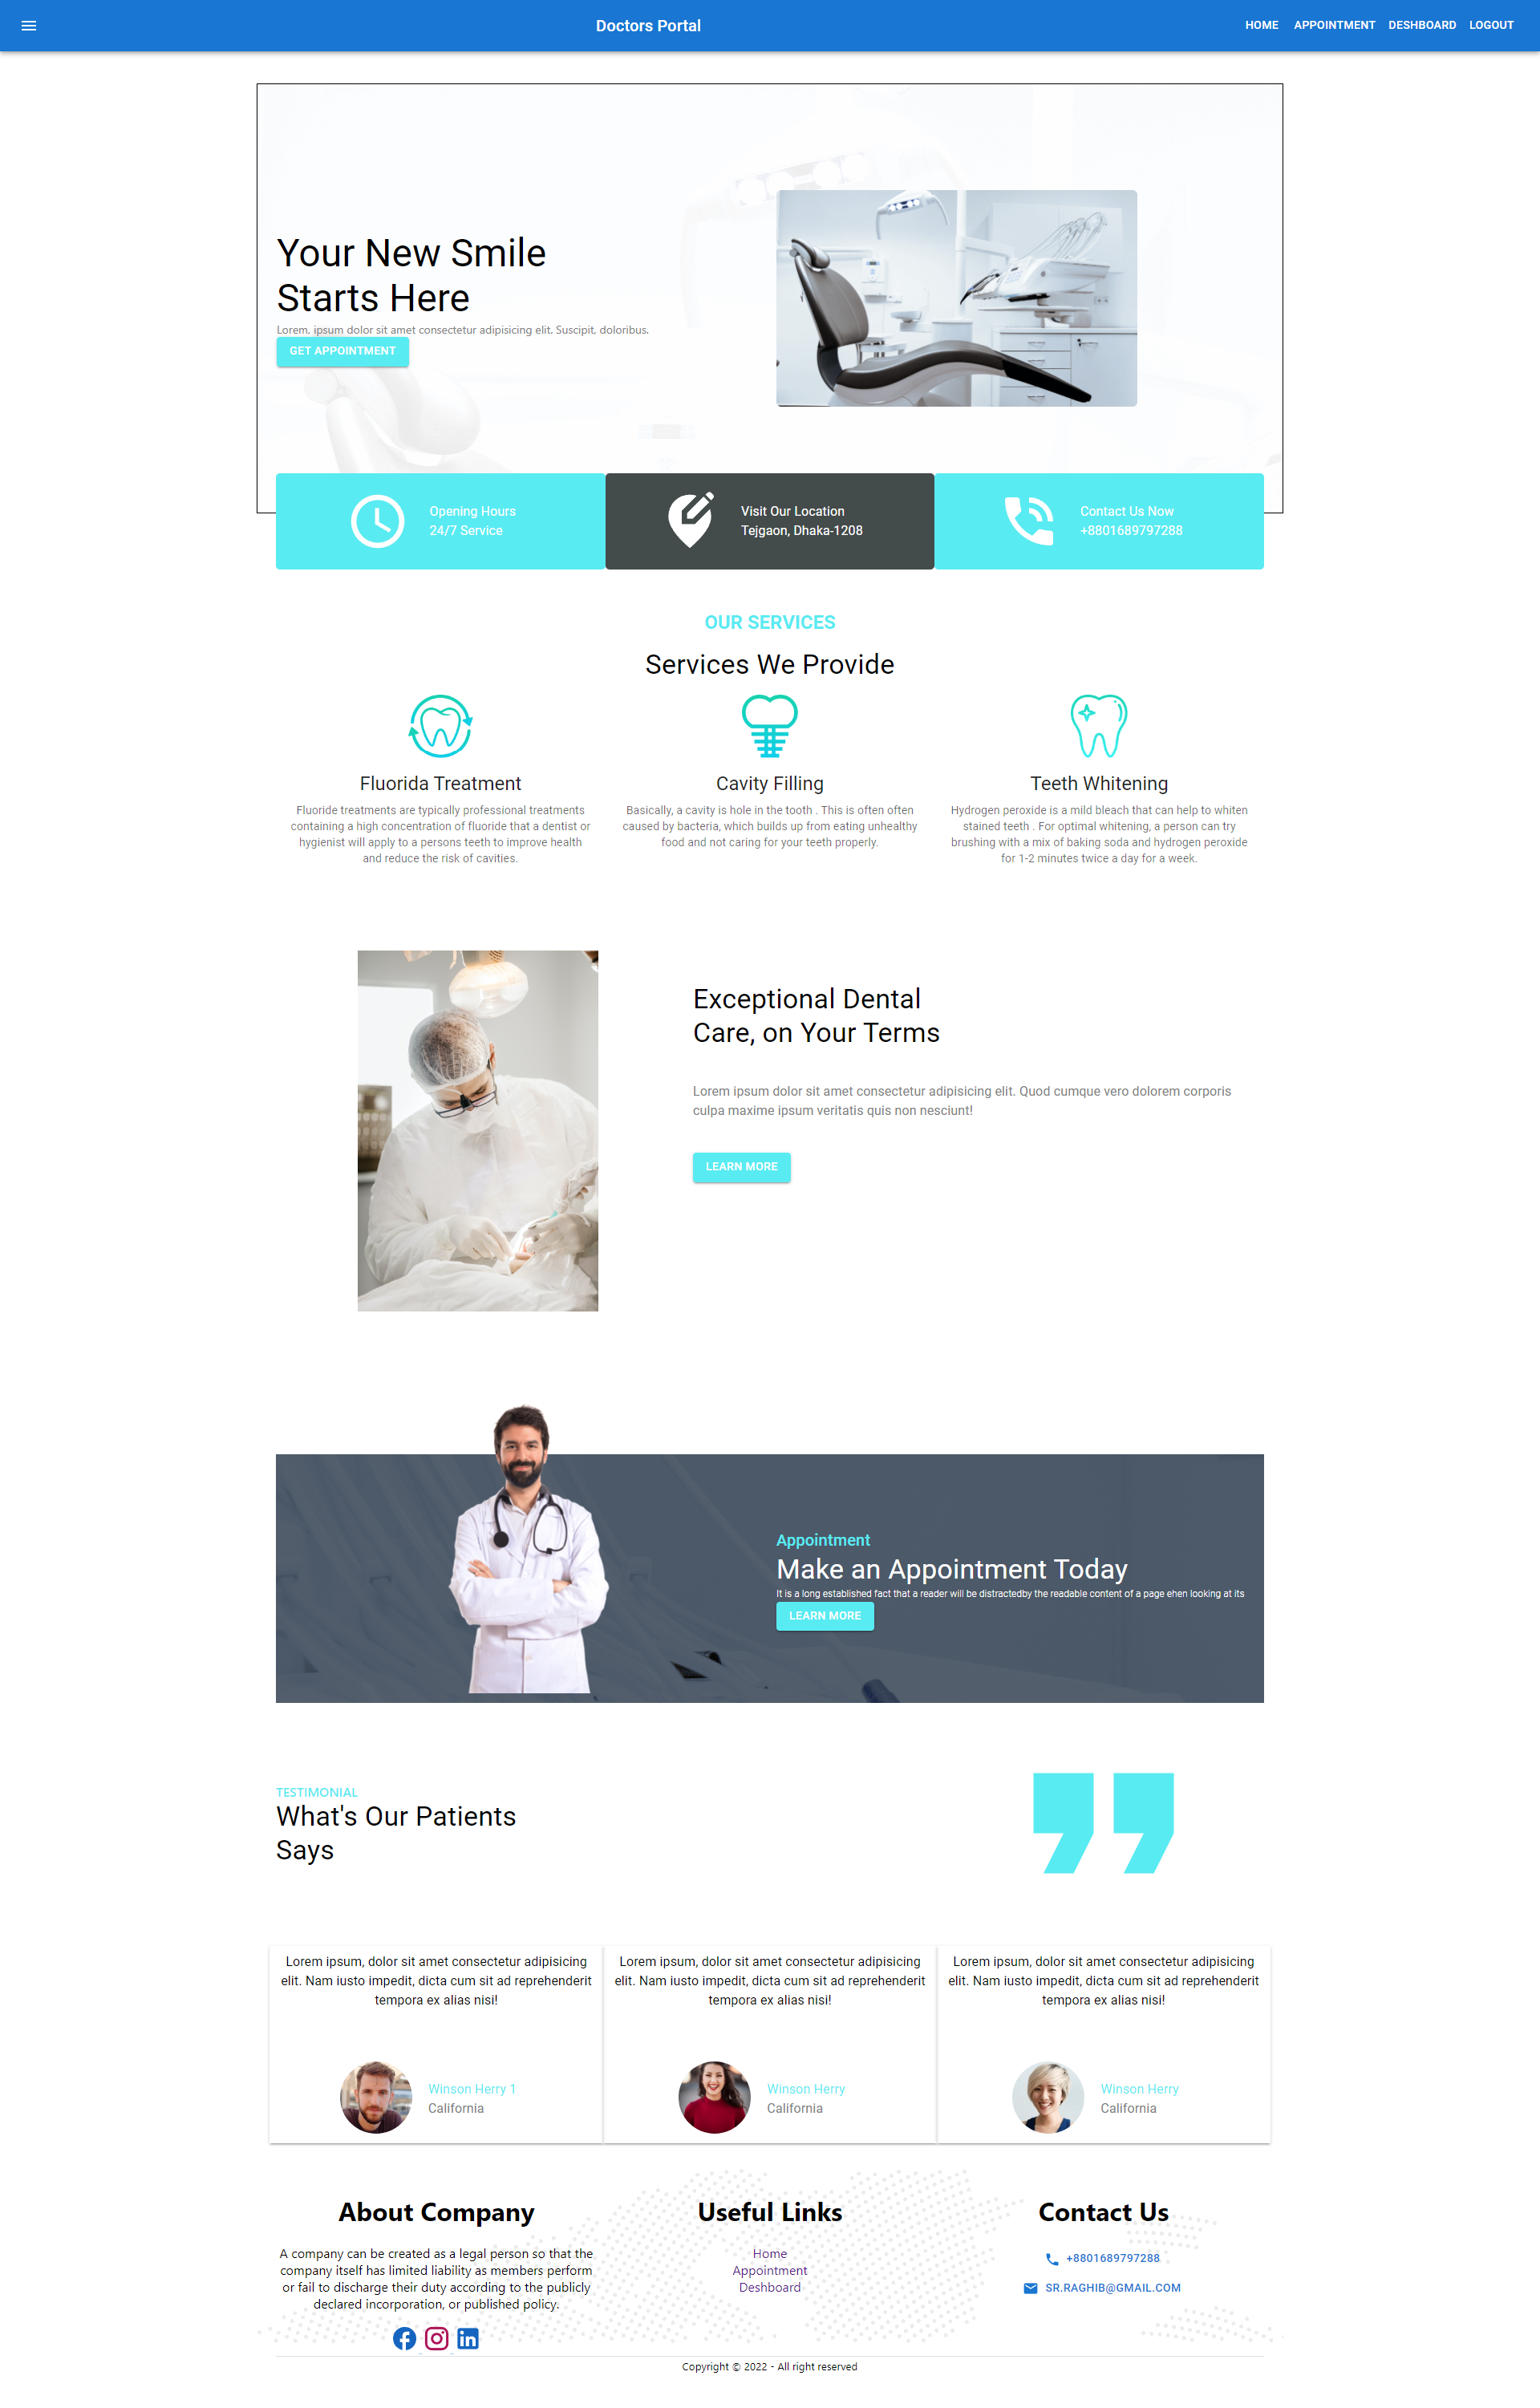 Doctors Portal
HOME
APPOINTMENT
DESHBOARD
LOGOUT
Your New Smile
Starts Here
Lorem, ipsum dolor sit amet consectetur adipisicing elit. Suscipit, doloribus.
GET APPOINTMENT
Opening Hours
24/7 Service
Visit Our Location
Tejgaon, Dhaka-1208
Contact Us Now
+8801689797288
OUR SERVICES
Services We Provide
Fluorida Treatment
Fluoride treatments are typically professional treatments
containing a high concentration of fluoride that a dentist or
hygienist will apply to a persons teeth to improve health
and reduce the risk of cavities.
Cavity Filling
Basically, a cavity is hole in the tooth . This is often often
caused by bacteria, which builds up from eating unhealthy
food and not caring for your teeth properly.
Teeth Whitening
Hydrogen peroxide is a mild bleach that can help to whiten
stained teeth . For optimal whitening, a person can try
brushing with a mix of baking soda and hydrogen peroxide
for 1-2 minutes twice a day for a week.
Exceptional Dental
Care, on Your Terms
Lorem ipsum dolor sit amet consectetur adipisicing elit. Quod cumque vero dolorem corporis
culpa maxime ipsum veritatis quis non nesciunt!
LEARN MORE
Appointment
Make an Appointment Today
It is a long established fact that a reader will be distractedby the readable content of a page ehen looking at its
LEARN MORE
TESTIMONIAL
What's Our Patients
Says
Lorem ipsum, dolor sit amet consectetur adipisicing
elit. Nam iusto impedit, dicta cum sit ad reprehenderit
tempora ex alias nisi!
Winson Herry 1
California
Lorem ipsum, dolor sit amet consectetur adipisicing
elit. Nam iusto impedit, dicta cum sit ad reprehenderit
tempora ex alias nisi!
Winson Herry
California
Lorem ipsum, dolor sit amet consectetur adipisicing
elit. Nam iusto impedit, dicta cum sit ad reprehenderit
tempora ex alias nisi!
Winson Herry
California
About Company
A company can be created as a legal person so that the
company itself has limited liability as members perform
or fail to discharge their duty according to the publicly
declared incorporation, or published policy.
Useful Links
Home
Appointment
Deshboard
Contact Us
+8801689797288
SR.RAGHIB@GMAIL.COM
Copyright © 2022 - All right reserved